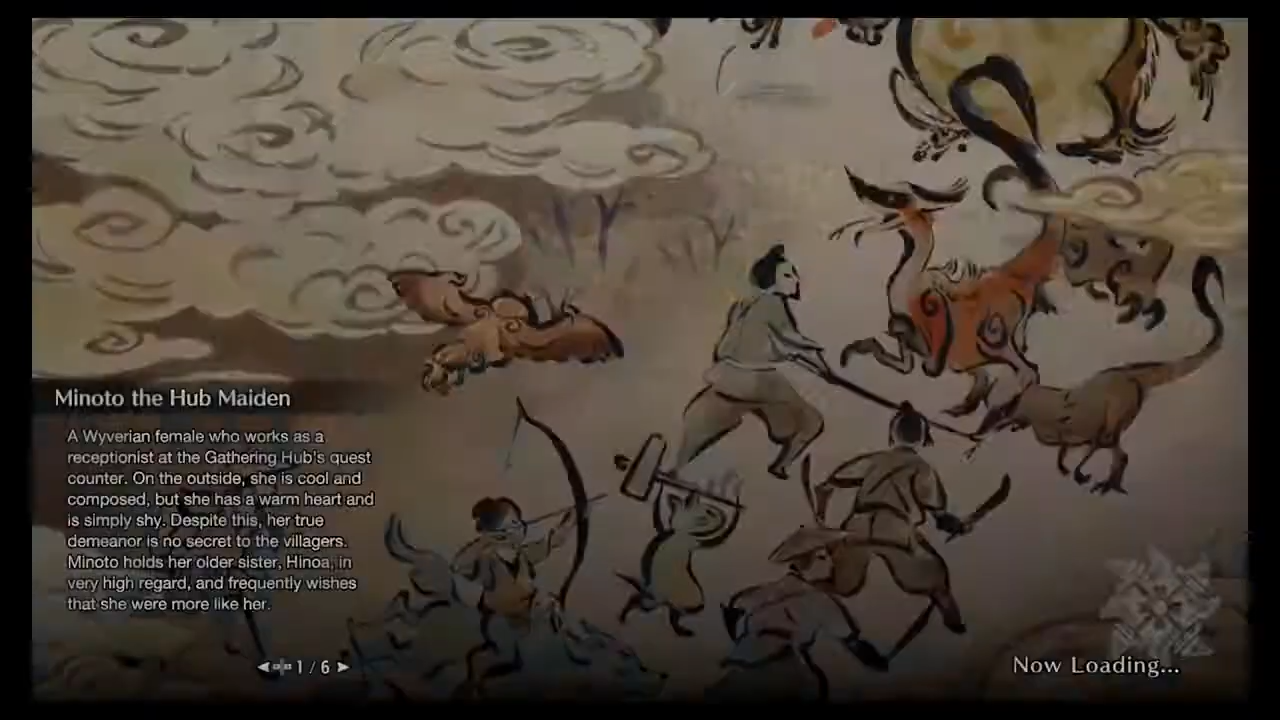 Minoto the Hub Maiden
A Wyverian female who works as a
receptionist at the Gathering Hub's quest
counter. On the outside, she is cool and
composed, but she has a warm heart and
is simply shy. Despite this, her true
demeanor is no secret to the villagers.
Minoto holds her older sister, Hinoa, in
very high regard, and frequently wishes
that she were more like her.
1 / 6
Now Loading...